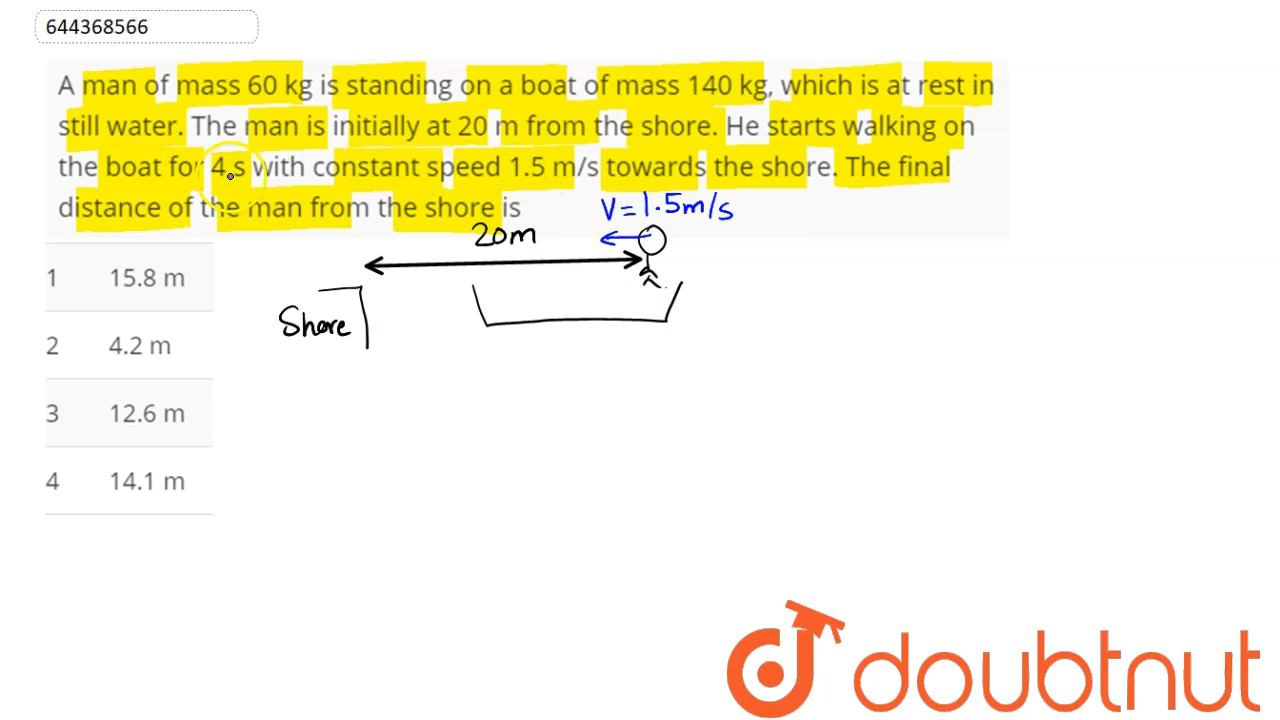 644368566
A man of mass 60 kg is standing on a boat of mass 140 kg, which is at rest in
still water. The man is initially at 20 m from the shore. He starts walking on
the boat for 4 s with constant speed 1.5 m/s towards the shore. The final
distance of the man from the shore is
V = 1.5m/s
20m
1 15.8 m
Shore
2 4.2 m
3 12.6 m
4 14.1 m
doubtnut